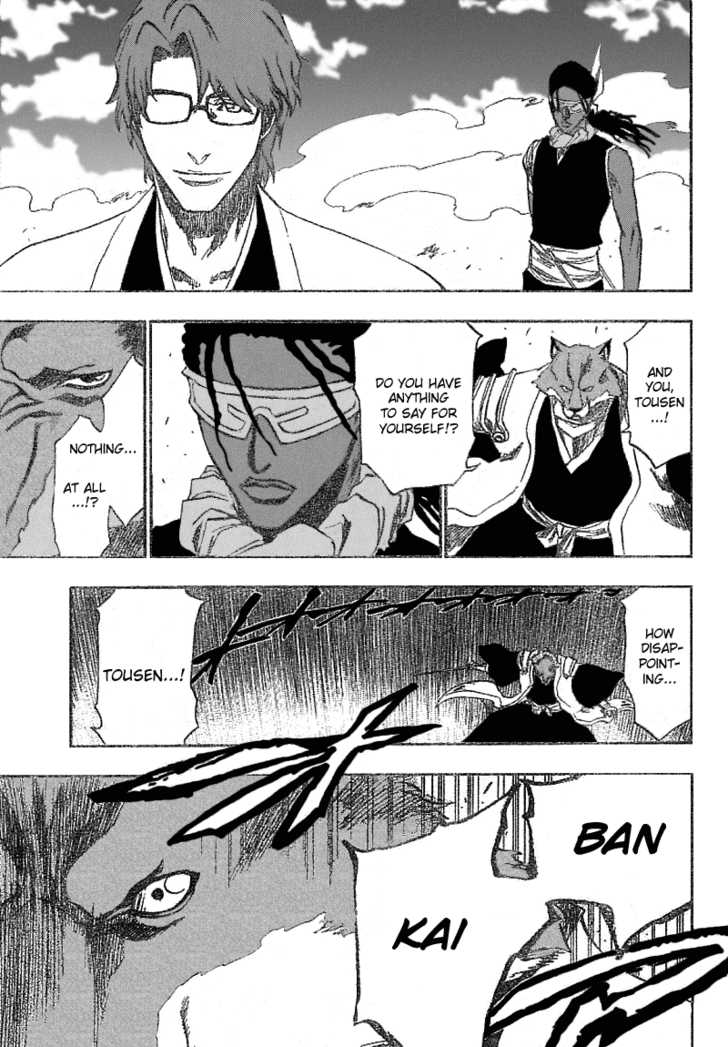 AND
YOU,
TOUSEN
...!
DO YOU HAVE
ANYTHING
TO SAY FOR
YOURSELF!?
NOTHING...
AT ALL
...!?
HOW
DISAP-
POINT-
ING...
TOUSEN...!
BAN
KAI